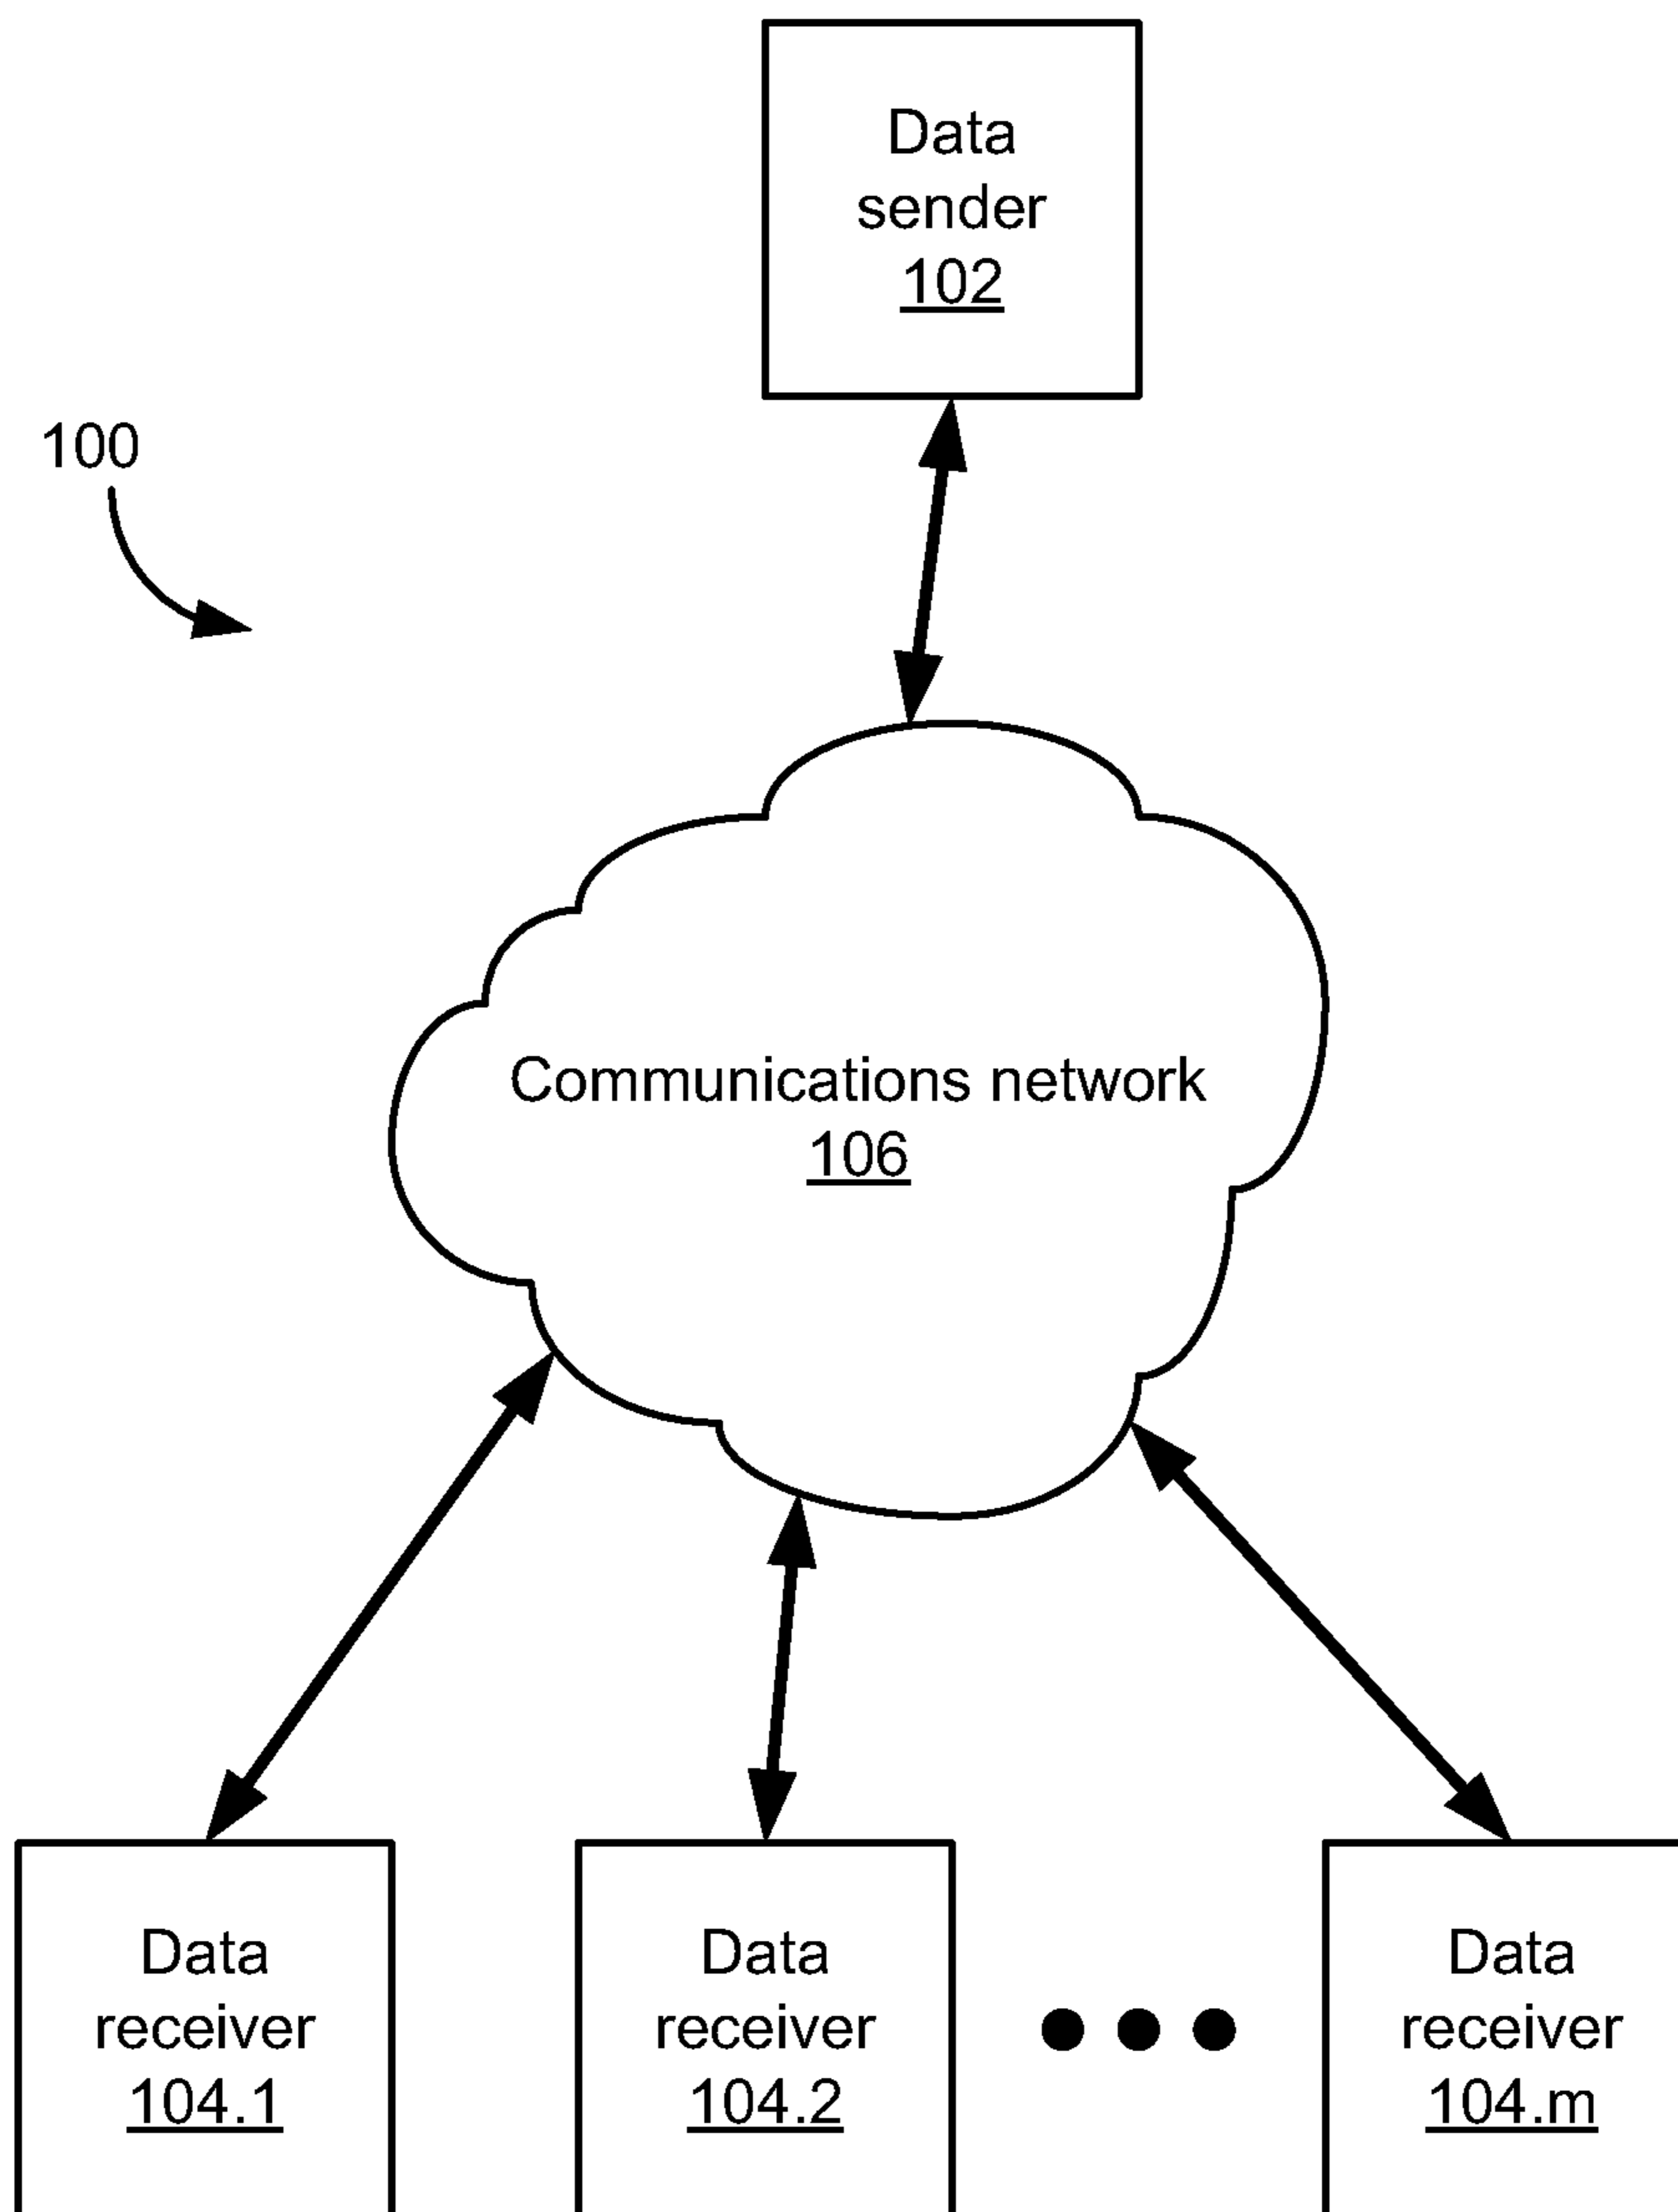 Data
sender
102
100
Communications network
106
Data
receiver
104.1
Data
receiver
104.2
Data
receiver
104.m